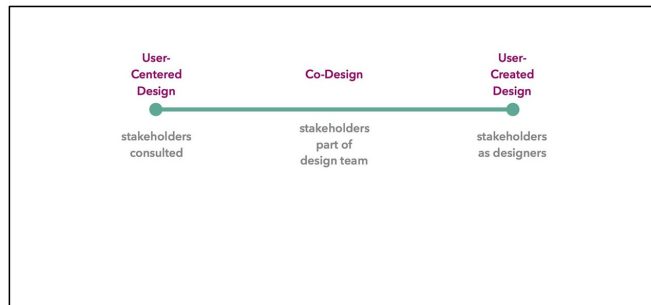 User-
Centered
Design
Co-Design
User-
Created
Design
stakeholders
consulted
stakeholders
part of
design team
stakeholders
as designers